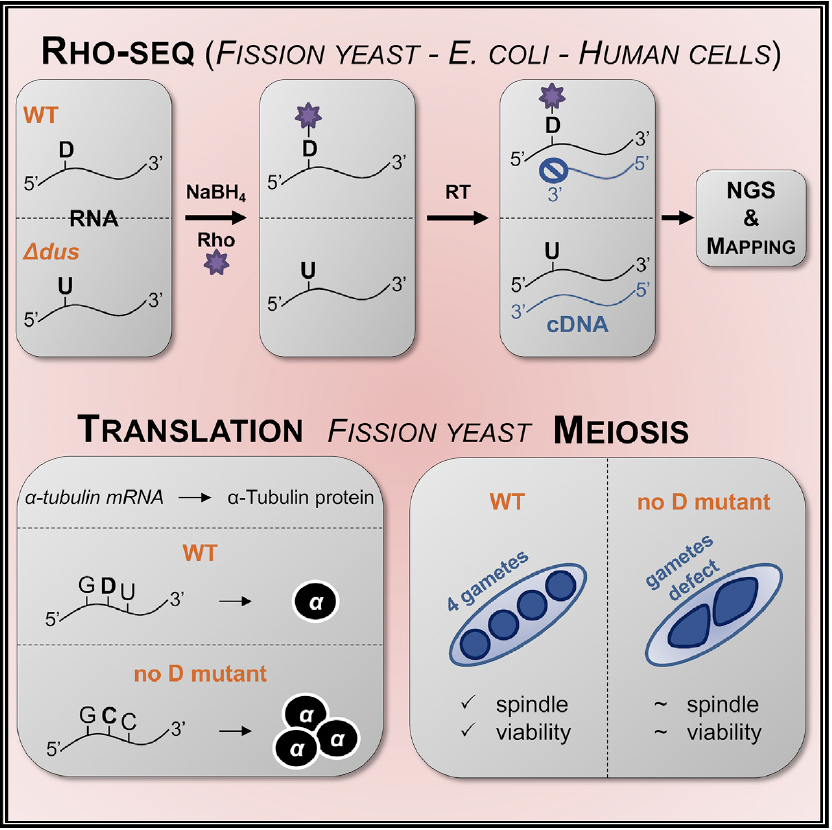 RHO-SEQ (FISSION YEAST - E. COLI - HUMAN CELLS)
WT
D
5' 3'
RNA
Δdus
U
5' 3'
NaBH₄
Rho
D
5' 3'
U
5' 3'
RT
D
5' 3'
3' 5'
U
5' 3'
3' 5'
cDNA
NGS
&
MAPPING
TRANSLATION FISSION YEAST MEIOSIS
α-tubulin mRNA → α-Tubulin protein
WT
G D U
5' 3' → α
no D mutant
G C C
5' 3' → α α α
WT
4 gametes
✓ spindle
✓ viability
no D mutant
gametes
defect
~ spindle
~ viability